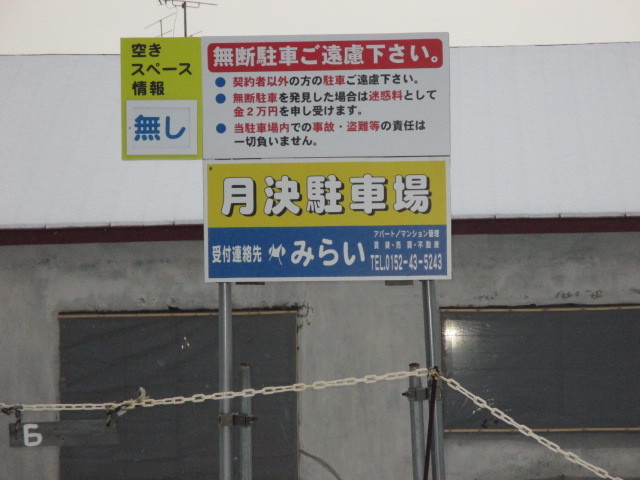 空き
スペース
情報
無し
無断駐車ご遠慮下さい。
● 契約者以外の方の駐車ご遠慮下さい。
● 無断駐車を発見した場合は迷惑料として
金2万円を申し受けます。
● 当駐車場内での事故・盗難等の責任は
一切負いません。
月決駐車場
受付連絡先 みらい
アパート/マンション管理
賃貸・売買・不動産
TEL.0152-43-5243
6